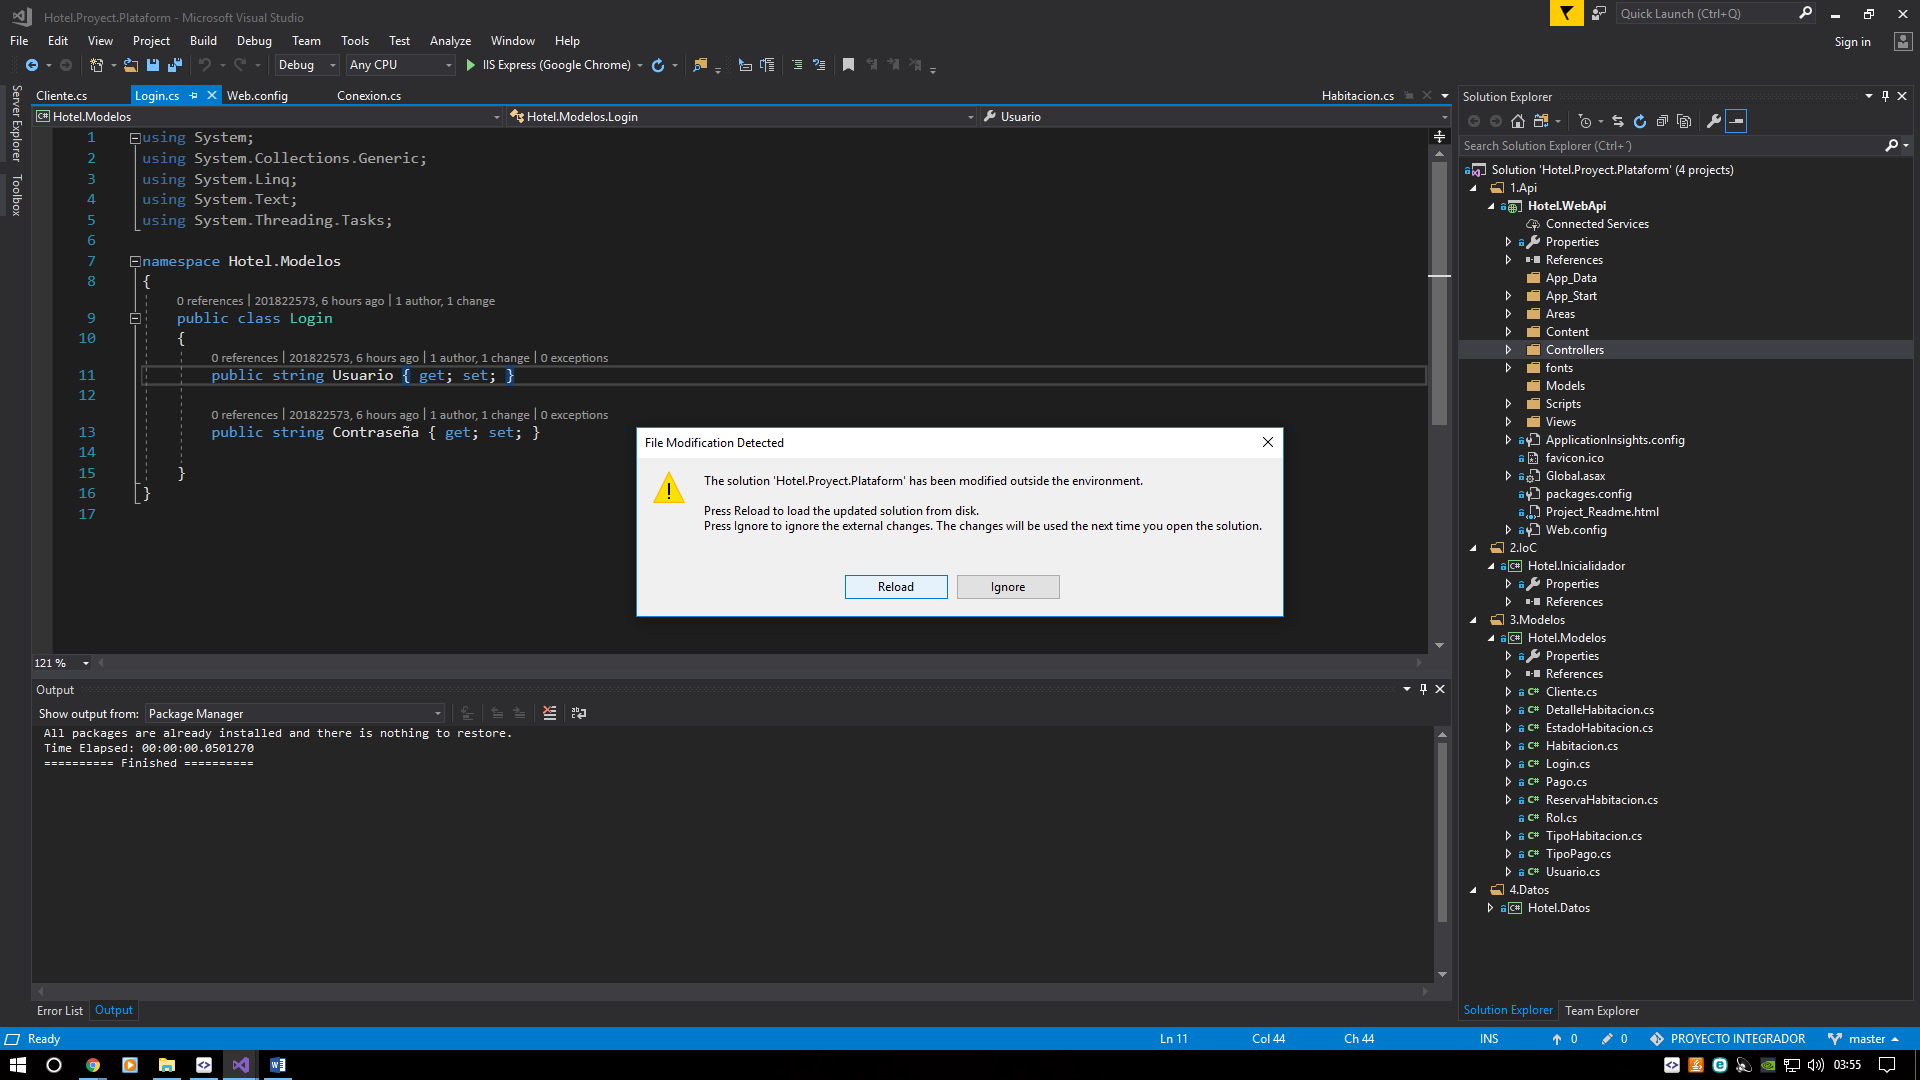 Hotel.Proyect.Plataform - Microsoft Visual Studio
Quick Launch (Ctrl+Q)
File Edit View Project Build Debug Team Tools Test Analyze Window Help
Sign in
Debug Any CPU IIS Express (Google Chrome)
Server Explorer
Toolbox
Cliente.cs Login.cs Web.config Conexion.cs Habitacion.cs
Hotel.Modelos Hotel.Modelos.Login Usuario
1 using System;
2 using System.Collections.Generic;
3 using System.Linq;
4 using System.Text;
5 using System.Threading.Tasks;
6
7 namespace Hotel.Modelos
8 {
0 references | 201822573, 6 hours ago | 1 author, 1 change
9 public class Login
10 {
0 references | 201822573, 6 hours ago | 1 author, 1 change | 0 exceptions
11 public string Usuario { get; set; }
12
0 references | 201822573, 6 hours ago | 1 author, 1 change | 0 exceptions
13 public string Contraseña { get; set; }
14
15 }
16 }
17
121 %
File Modification Detected
The solution 'Hotel.Proyect.Plataform' has been modified outside the environment.
Press Reload to load the updated solution from disk.
Press Ignore to ignore the external changes. The changes will be used the next time you open the solution.
Reload Ignore
Output
Show output from: Package Manager
All packages are already installed and there is nothing to restore.
Time Elapsed: 00:00:00.0501270
========== Finished ==========
Error List Output
Solution Explorer
Search Solution Explorer (Ctrl+´)
Solution 'Hotel.Proyect.Plataform' (4 projects)
1.Api
Hotel.WebApi
Connected Services
Properties
References
App_Data
App_Start
Areas
Content
Controllers
fonts
Models
Scripts
Views
ApplicationInsights.config
favicon.ico
Global.asax
packages.config
Project_Readme.html
Web.config
2.IoC
Hotel.Inicialidador
Properties
References
3.Modelos
Hotel.Modelos
Properties
References
Cliente.cs
DetalleHabitacion.cs
EstadoHabitacion.cs
Habitacion.cs
Login.cs
Pago.cs
ReservaHabitacion.cs
Rol.cs
TipoHabitacion.cs
TipoPago.cs
Usuario.cs
4.Datos
Hotel.Datos
Solution Explorer Team Explorer
Ready Ln 11 Col 44 Ch 44 INS 0 0 PROYECTO INTEGRADOR master
03:55